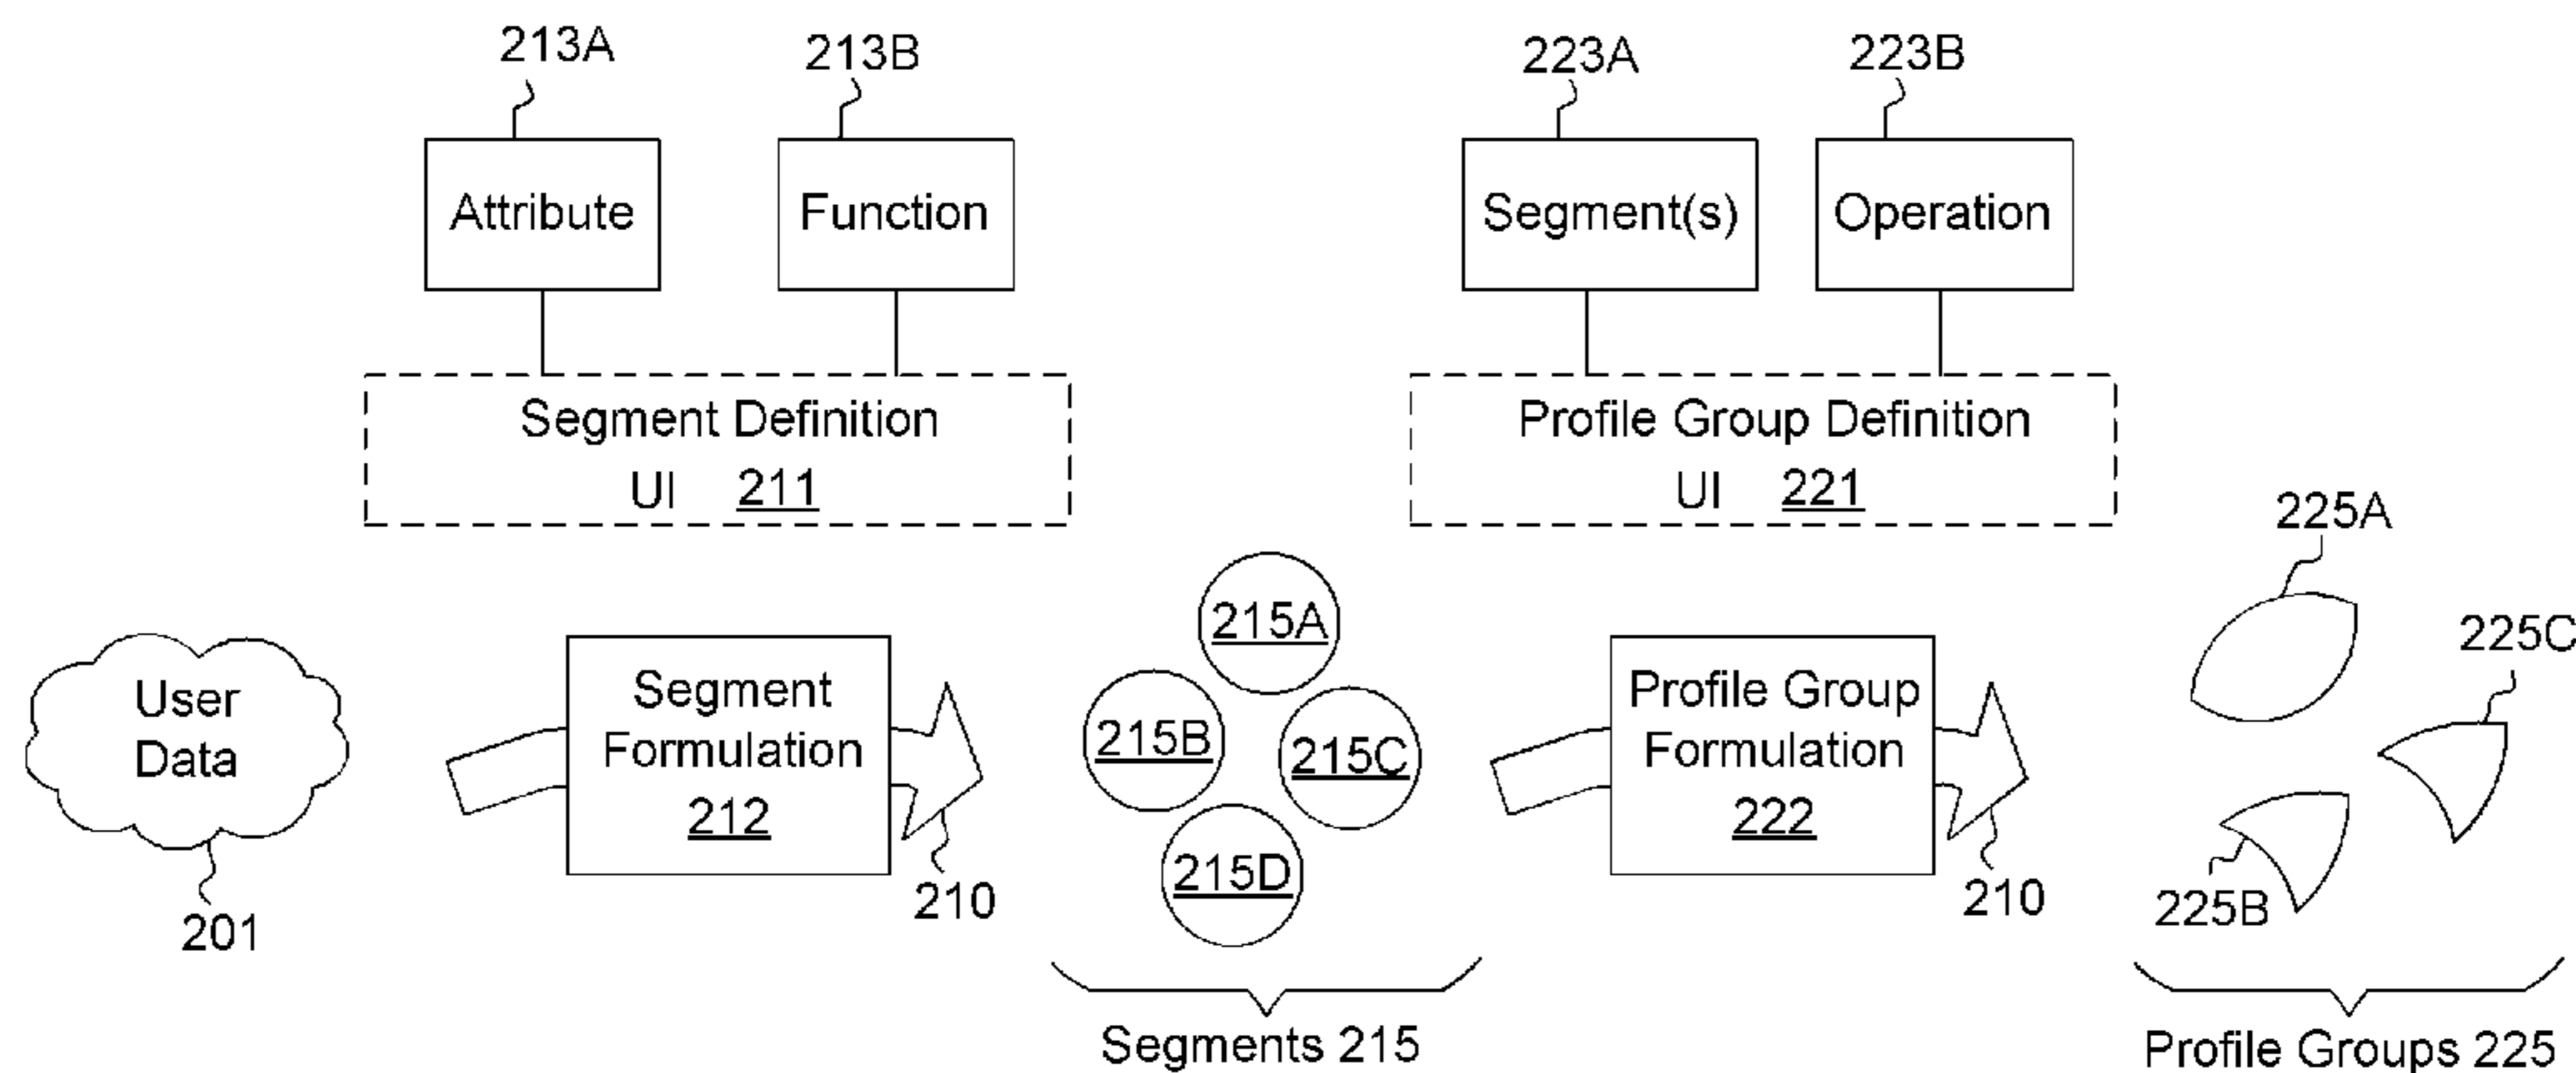 213A
213B
223A
223B
Attribute
Function
Segment(s)
Operation
Segment Definition
UI 211
Profile Group Definition
UI 221
225A
225C
User
Data
Segment
Formulation
212
215A
215B
215C
215D
Profile Group
Formulation
222
225B
201
210
210
Segments 215
Profile Groups 225